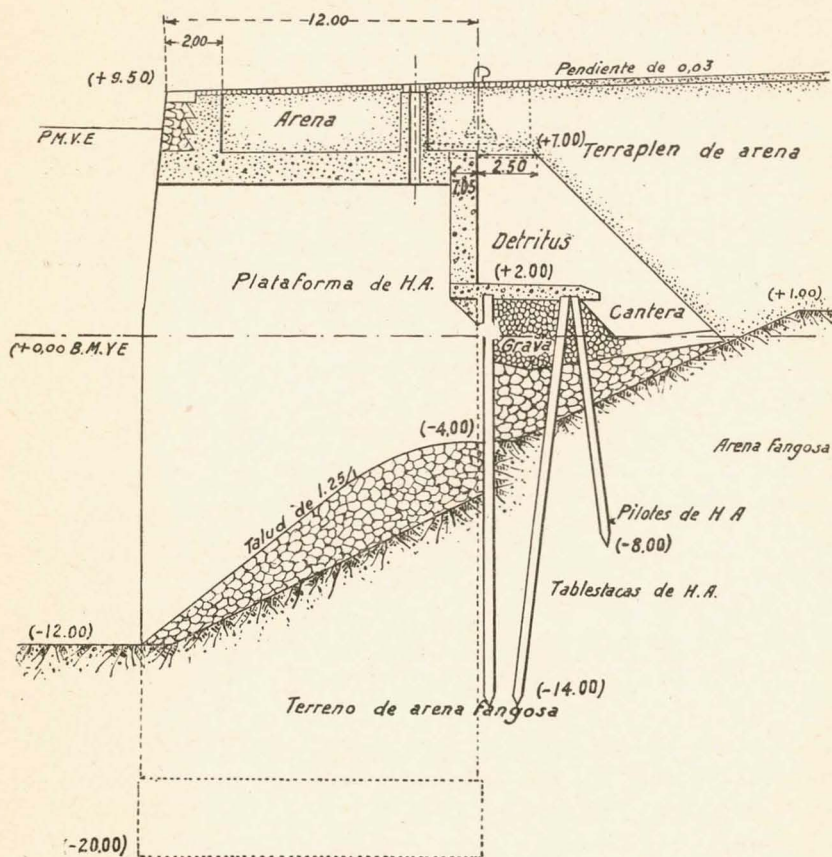 12.00
2,00
(+9.50)
Pendiente de 0,03
Arena
P.M.V.E
(+7.00)
Terraplen de arena
2.50
1,05
Detritus
(+2.00)
Plataforma de H.A.
Cantera
(+1.00)
(+0,00 B.M.VE
Grava
(-4,00)
Arena fangosa
Talud de 1.25/1
Pilotes de H A
(-8.00)
Tablestacas de H.A.
(-12.00)
(-14.00)
Terreno de arena fangosa
(-20,00)